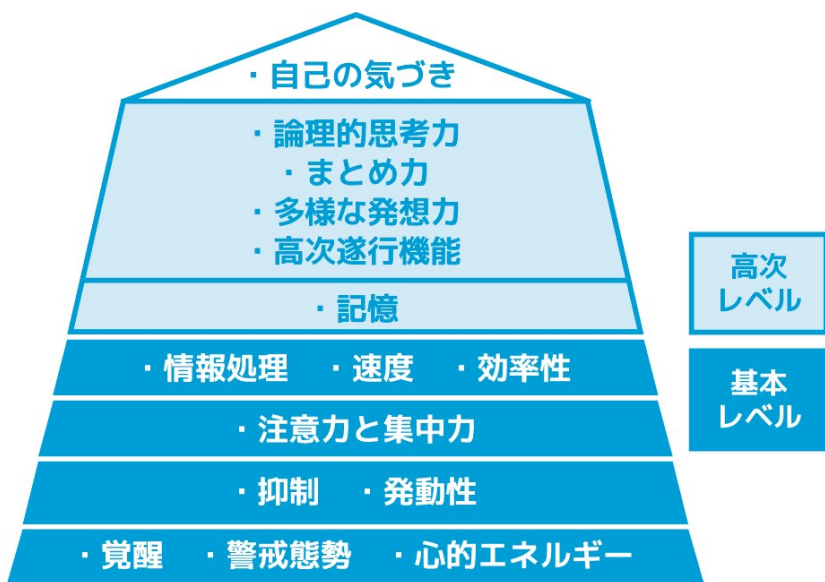 ・自己の気づき
・論理的思考力
・まとめ力
・多様な発想力
・高次遂行機能
・記憶
・情報処理 ・速度 ・効率性
・注意力と集中力
・抑制 ・発動性
・覚醒 ・警戒態勢 ・心的エネルギー
高次
レベル
基本
レベル